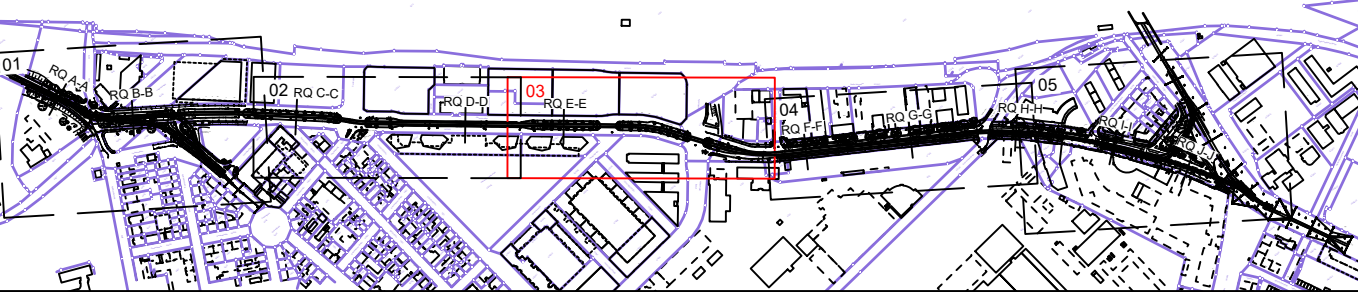 01
RQ A-A
RQ B-B
02
RQ C-C
RQ D-D
03
RQ E-E
04
RQ F-F
RQ G-G
05
RQ H-H
RQ I-I
RQ J-J